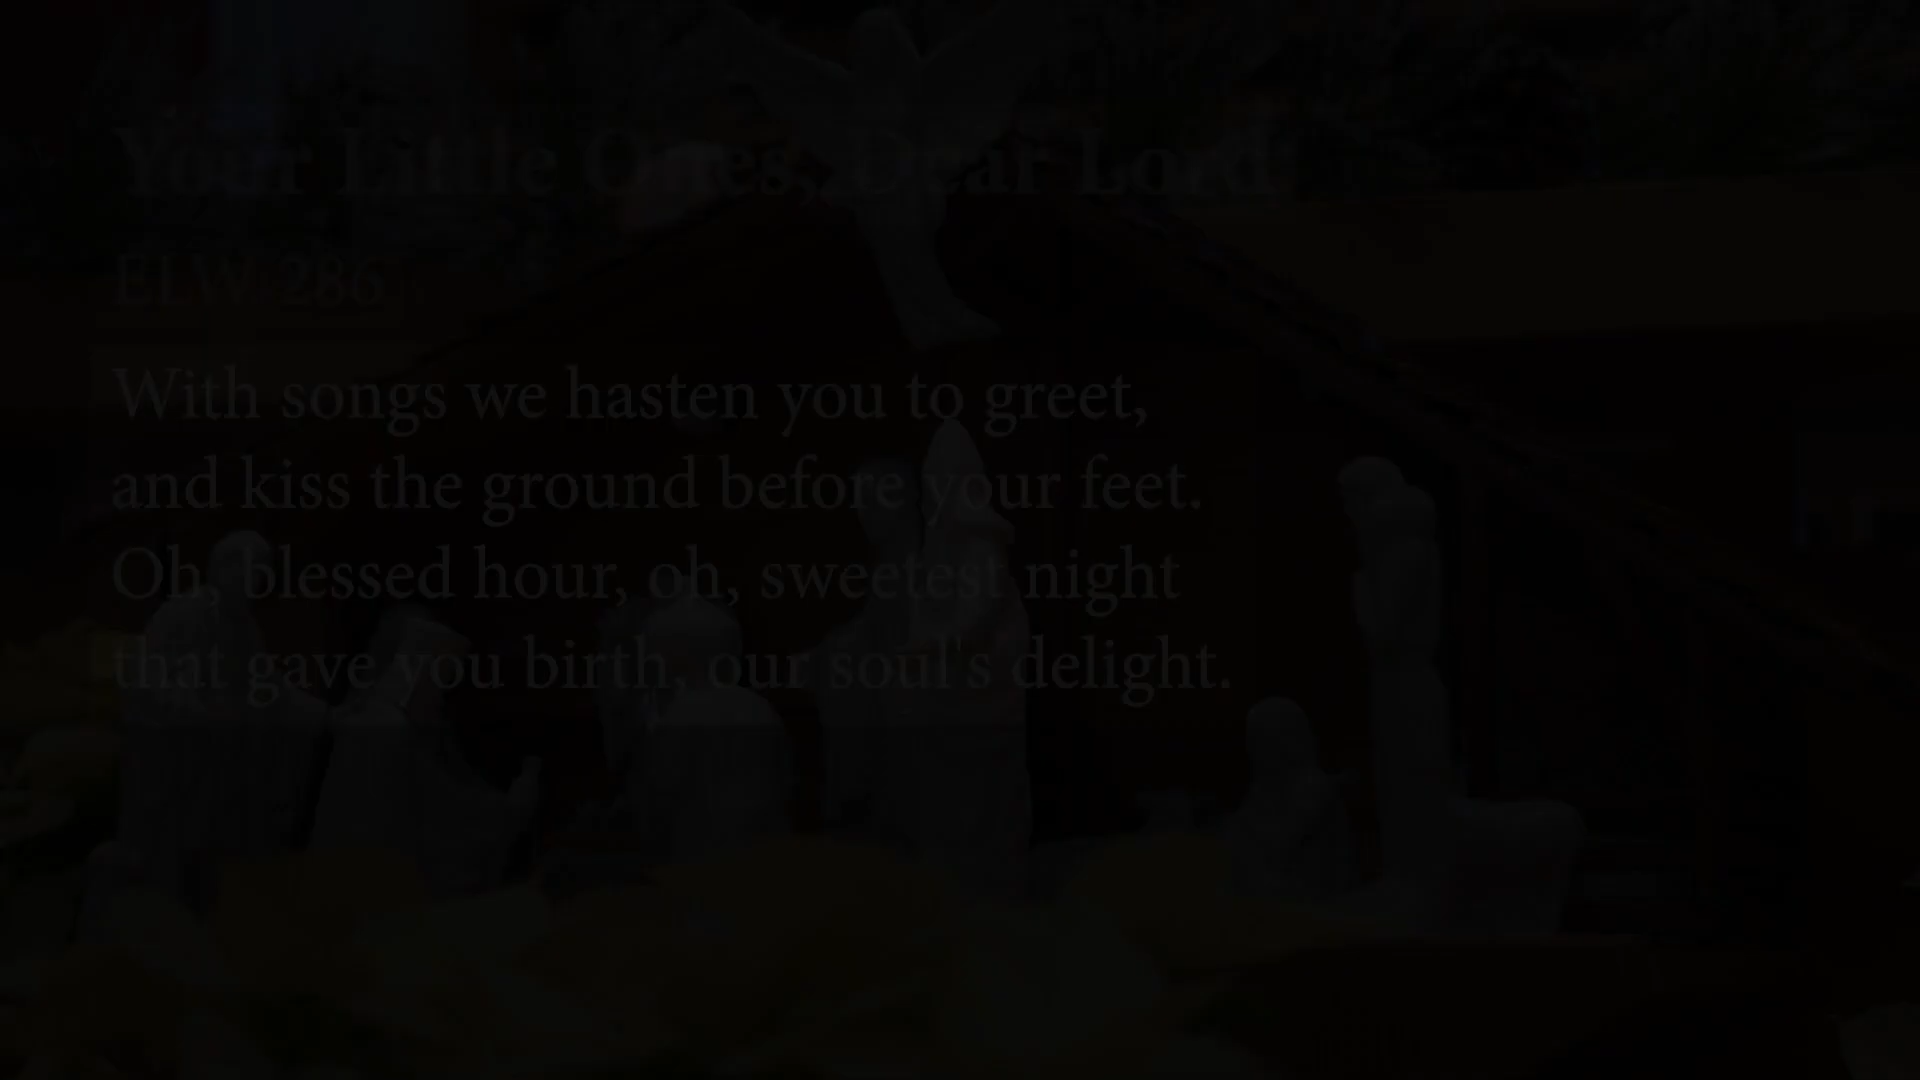 Your Little Ones, Dear Lord
ELW 286
With songs we hasten you to greet,
and kiss the ground before your feet.
Oh, blessed hour, oh, sweetest night
that gave you birth, our soul's delight.